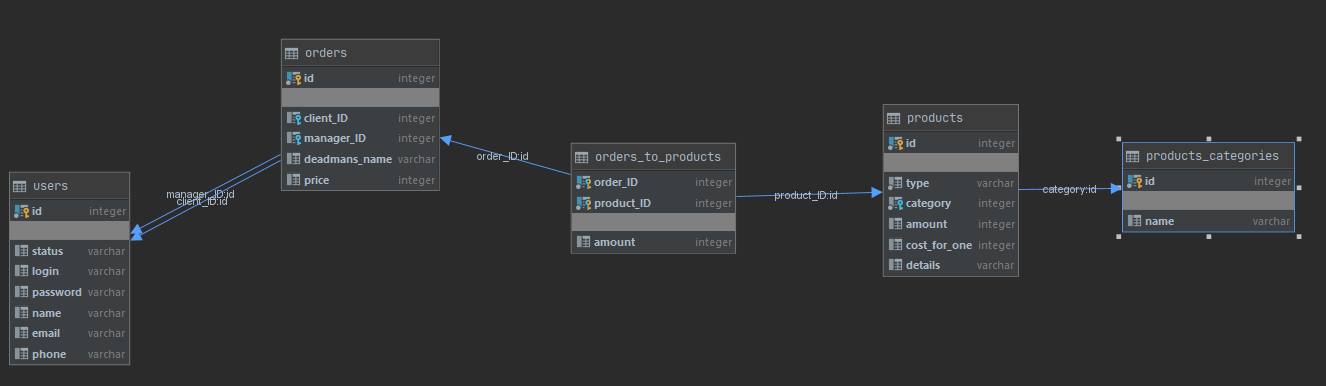 users
id integer
status varchar
login varchar
password varchar
name varchar
email varchar
phone varchar
manager_ID:id
client_ID:id
orders
id integer
client_ID integer
manager_ID integer
deadmans_name varchar
price integer
order_ID:id
orders_to_products
order_ID integer
product_ID integer
amount integer
product_ID:id
products
id integer
type varchar
category integer
amount integer
cost_for_one integer
details varchar
category:id
products_categories
id integer
name varchar